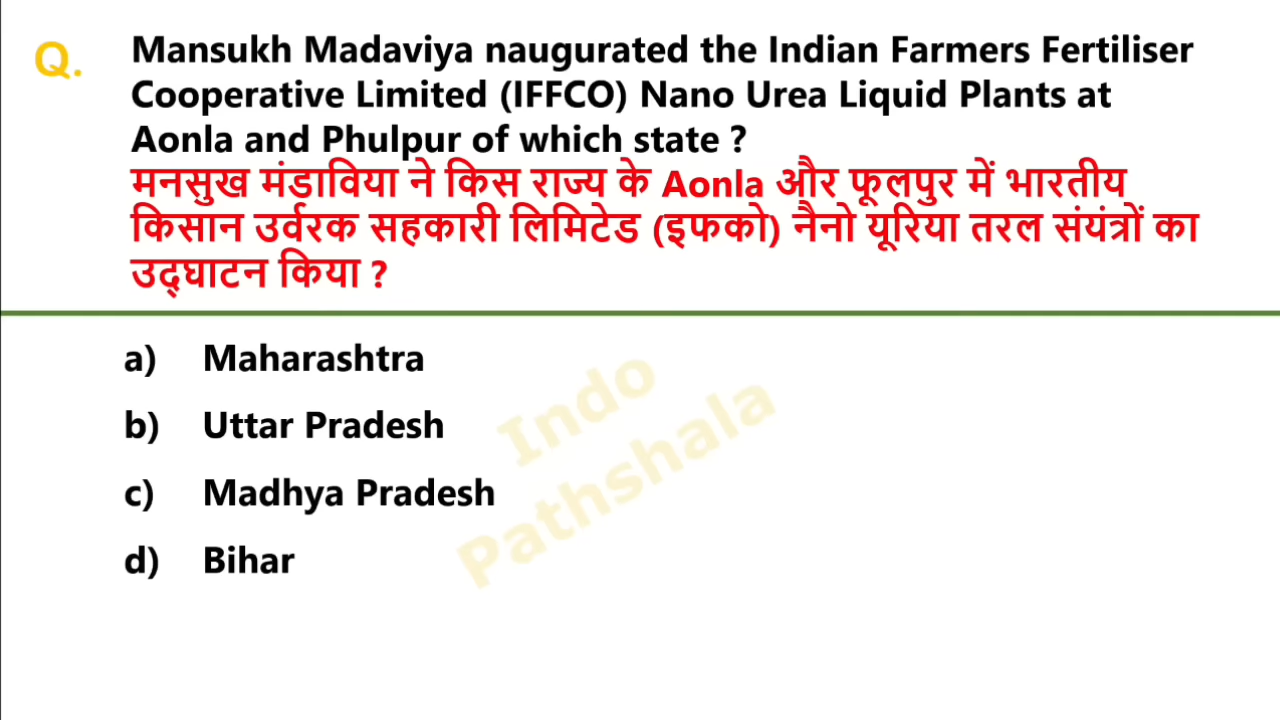 Q.
Mansukh Madaviya naugurated the Indian Farmers Fertiliser
Cooperative Limited (IFFCO) Nano Urea Liquid Plants at
Aonla and Phulpur of which state ?
मनसुख मंडाविया ने किस राज्य के Aonla और फूलपुर में भारतीय
किसान उर्वरक सहकारी लिमिटेड (इफको) नैनो यूरिया तरल संयंत्रों का
उद्घाटन किया ?
a) Maharashtra
b) Uttar Pradesh
c) Madhya Pradesh
d) Bihar
Indo
Pathshala